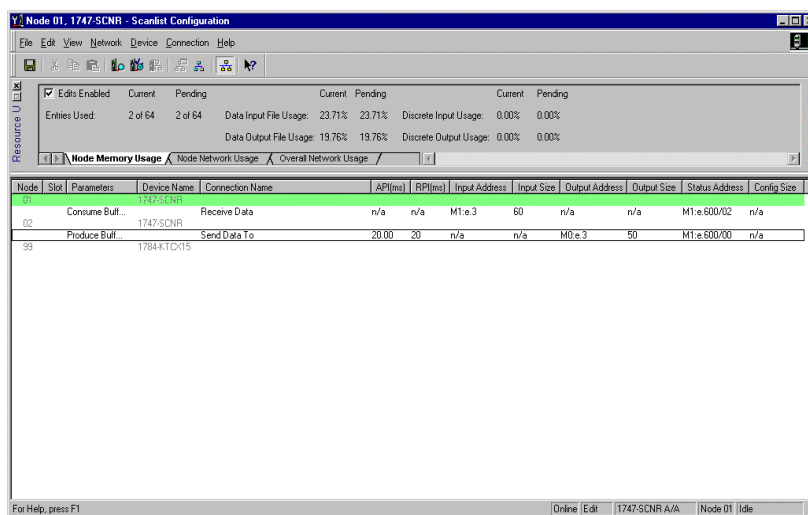 Node 01, 1747-SCNR - Scanlist Configuration
File Edit View Network Device Connection Help
Resource U
Edits Enabled Current Pending Current Pending Current Pending
Entries Used: 2 of 64 2 of 64 Data Input File Usage: 23.71% 23.71% Discrete Input Usage: 0.00% 0.00%
Data Output File Usage: 19.76% 19.76% Discrete Output Usage: 0.00% 0.00%
Node Memory Usage Node Network Usage Overall Network Usage
Node Slot Parameters Device Name Connection Name API(ms) RPI(ms) Input Address Input Size Output Address Output Size Status Address Config Size
01 1747-SCNR
Consume Buff... Receive Data n/a n/a M1:e.3 60 n/a n/a M1:e.600/02 n/a
02 1747-SCNR
Produce Buff... Send Data To 20.00 20 n/a n/a M0:e.3 50 M1:e.600/00 n/a
99 1784-KTCX15
For Help, press F1 Online Edit 1747-SCNR A/A Node 01 Idle